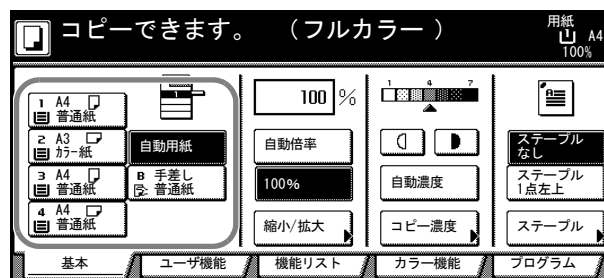 コピーできます。 （フルカラー ）
用紙
A4
100%
1 A4
普通紙
2 A3
ｶﾗｰ紙
3 A4
普通紙
4 A4
普通紙
自動用紙
B 手差し
普通紙
100 %
自動倍率
100%
縮小/拡大
1 4 7
自動濃度
コピー濃度
ステープル
なし
ステープル
1点左上
ステープル
基本
ユーザ機能
機能リスト
カラー機能
プログラム